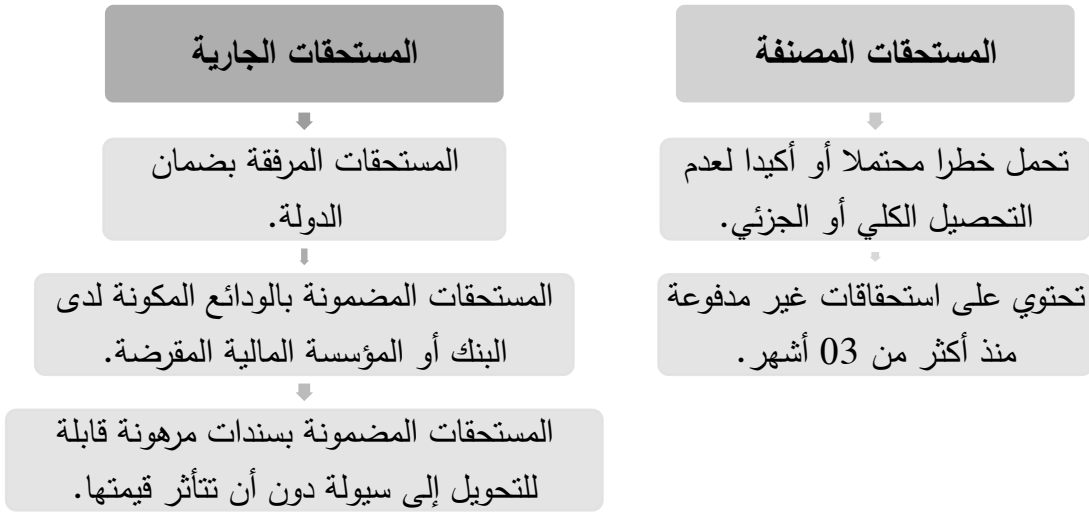 المستحقات المصنفة
تحمل خطرا محتملا أو أكيدا لعدم
التحصيل الكلي أو الجزئي.
تحتوي على استحقاقات غير مدفوعة
منذ أكثر من 03 أشهر.
المستحقات الجارية
المستحقات المرفقة بضمان
الدولة.
المستحقات المضمونة بالودائع المكونة لدى
البنك أو المؤسسة المالية المقرضة.
المستحقات المضمونة بسندات مرهونة قابلة
للتحويل إلى سيولة دون أن تتأثر قيمتها.